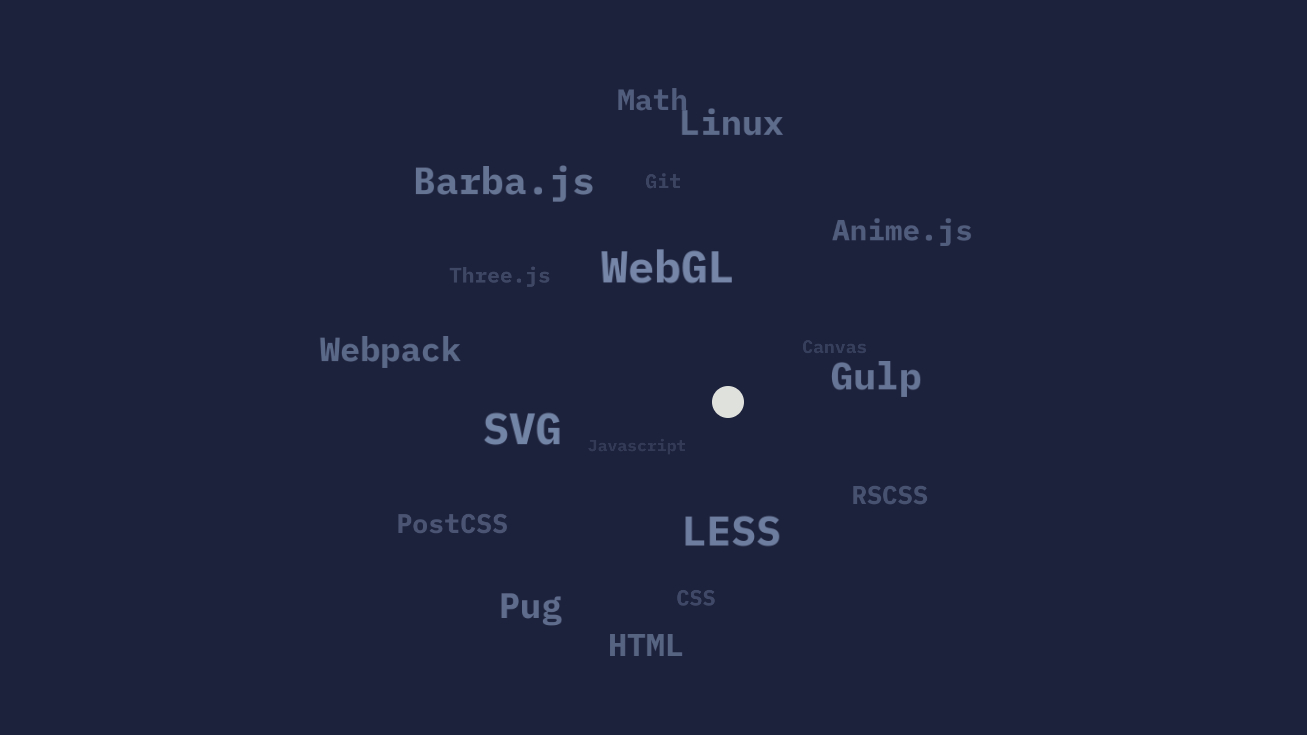 Math
Linux
Barba.js
Git
Anime.js
WebGL
Three.js
Webpack
Canvas
Gulp
SVG
Javascript
RSCSS
PostCSS
LESS
CSS
Pug
HTML